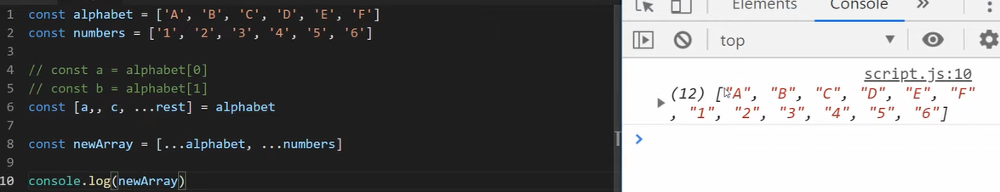 1 const alphabet = ['A', 'B', 'C', 'D', 'E', 'F']
2 const numbers = ['1', '2', '3', '4', '5', '6']
3
4 // const a = alphabet[0]
5 // const b = alphabet[1]
6 const [a,, c, ...rest] = alphabet
7
8 const newArray = [...alphabet, ...numbers]
9
10 console.log(newArray)
Elements Console »
top
script.js:10
(12) ["A", "B", "C", "D", "E", "F"
, "1", "2", "3", "4", "5", "6"]